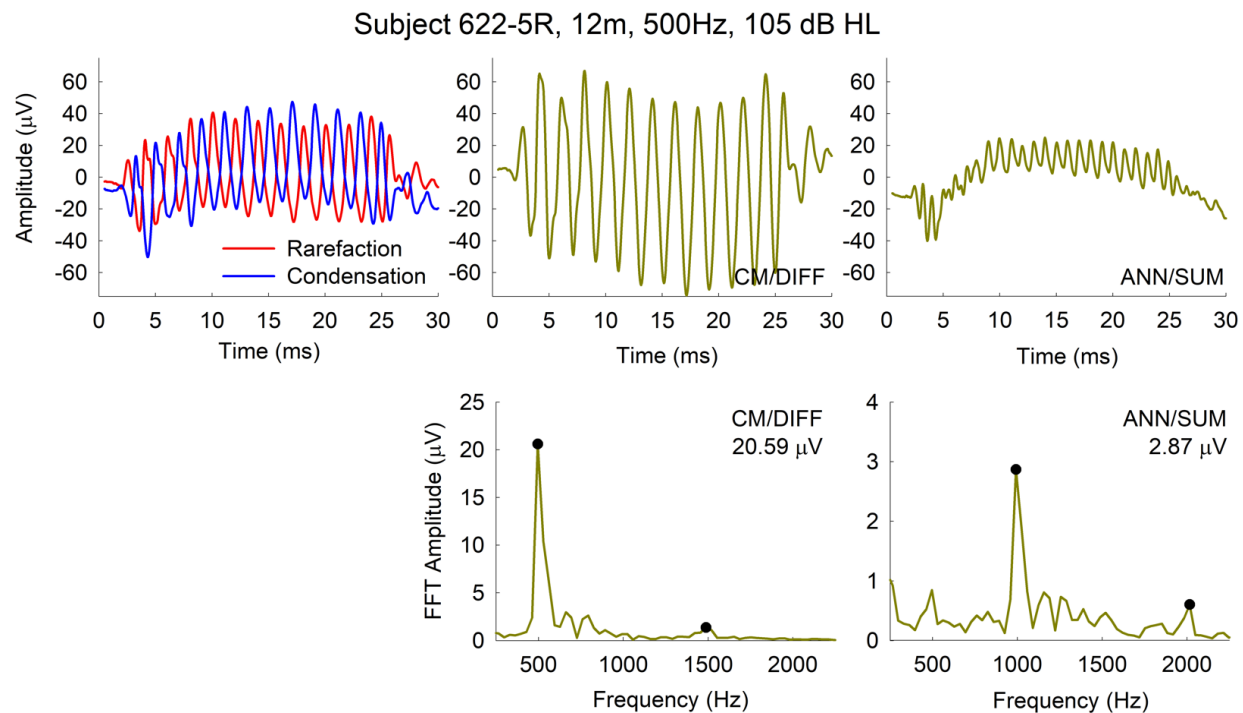 Subject 622-5R, 12m, 500Hz, 105 dB HL
Amplitude (μV)
60
40
20
0
-20
-40
-60
Rarefaction
Condensation
0 5 10 15 20 25 30
Time (ms)
60
40
20
0
-20
-40
-60
CM/DIFF
0 5 10 15 20 25 30
Time (ms)
60
40
20
0
-20
-40
-60
ANN/SUM
0 5 10 15 20 25 30
Time (ms)
FFT Amplitude (μV)
25
20
15
10
5
0
CM/DIFF
20.59 μV
500 1000 1500 2000
Frequency (Hz)
4
3
2
1
0
ANN/SUM
2.87 μV
500 1000 1500 2000
Frequency (Hz)